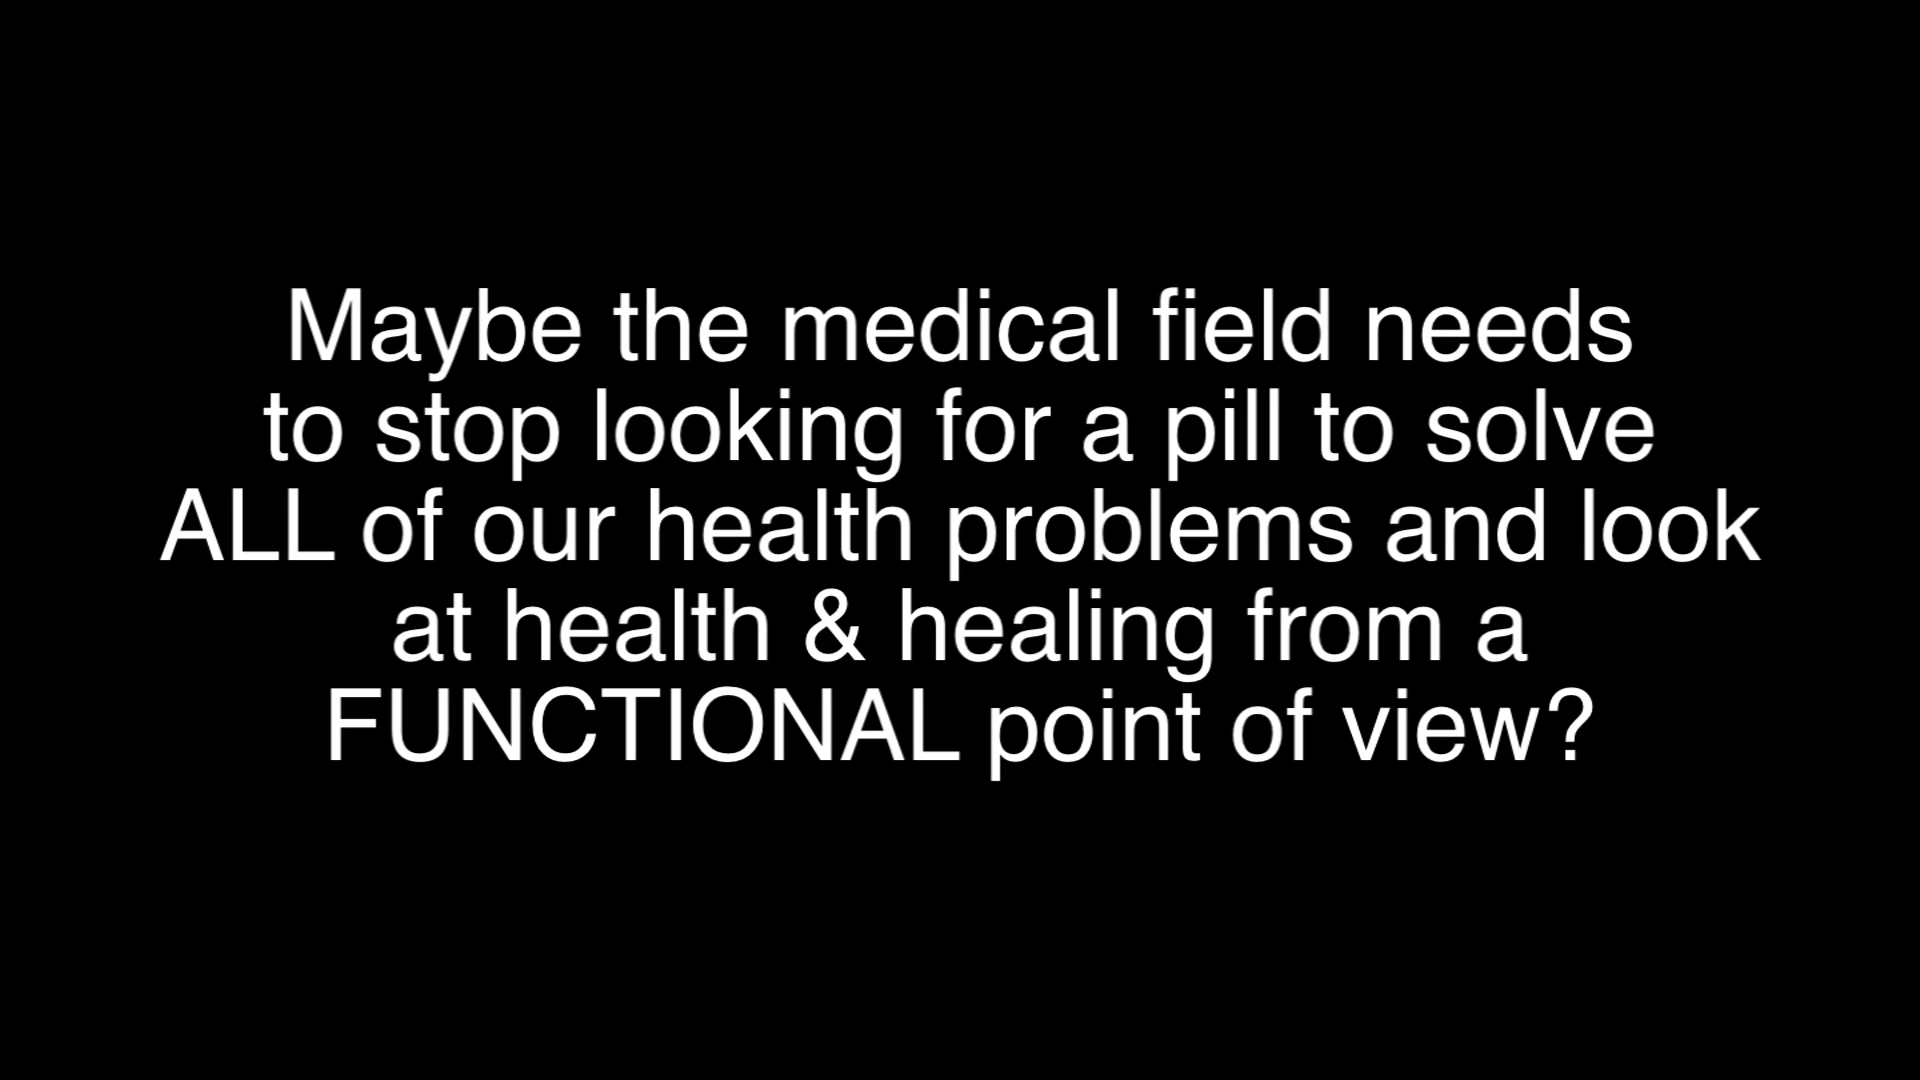 Maybe the medical field needs
to stop looking for a pill to solve
ALL of our health problems and look
at health & healing from a
FUNCTIONAL point of view?